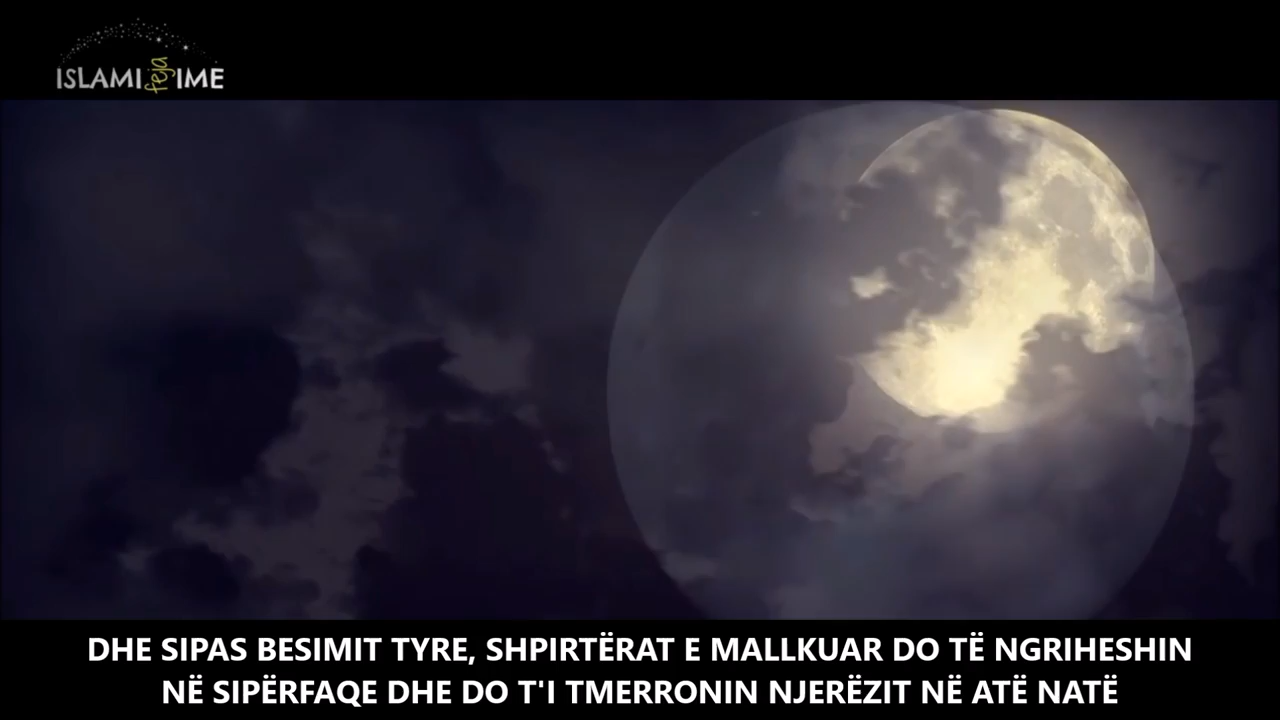 ISLAMI feja IME
DHE SIPAS BESIMIT TYRE, SHPIRTËRAT E MALLKUAR DO TË NGRIHESHIN
NË SIPËRFAQE DHE DO T'I TMERRONIN NJERËZIT NË ATË NATË